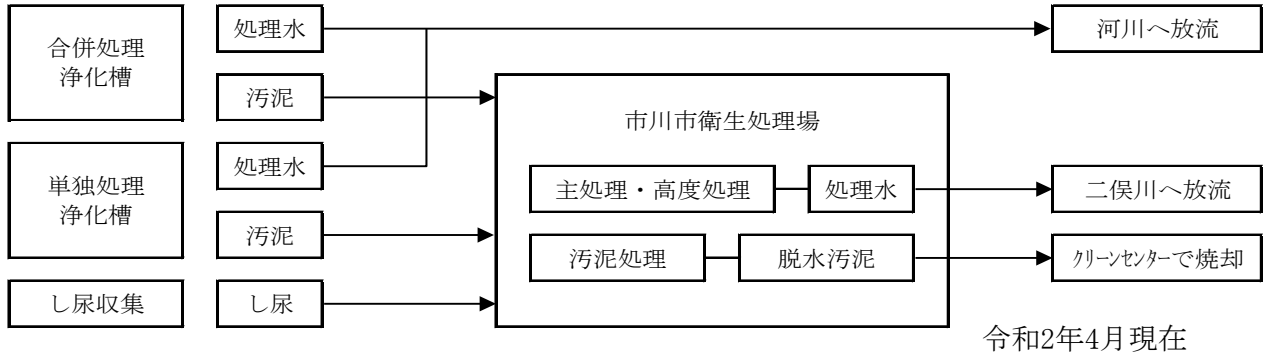 合併処理
浄化槽
処理水
河川へ放流
汚泥
市川市衛生処理場
単独処理
浄化槽
処理水
主処理・高度処理
処理水
二俣川へ放流
汚泥
汚泥処理
脱水汚泥
クリーンセンターで焼却
し尿収集
し尿
令和2年4月現在